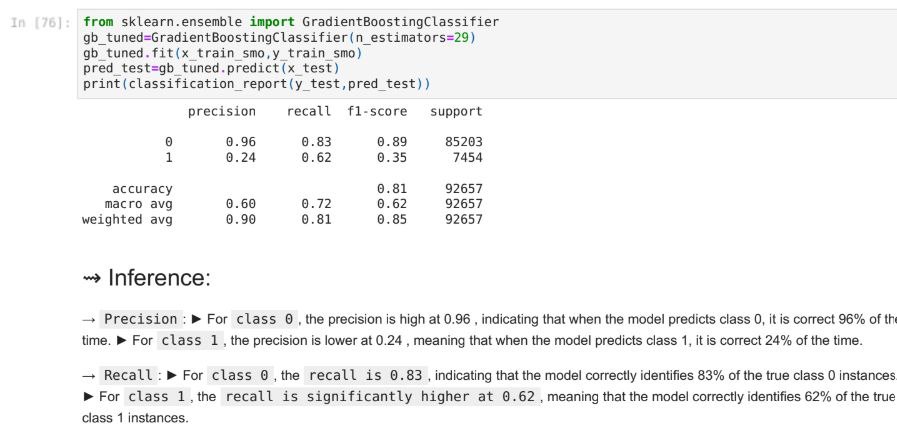 In [76]: from sklearn.ensemble import GradientBoostingClassifier
gb_tuned=GradientBoostingClassifier(n_estimators=29)
gb_tuned.fit(x_train_smo,y_train_smo)
pred_test=gb_tuned.predict(x_test)
print(classification_report(y_test,pred_test))
precision recall f1-score support
0 0.96 0.83 0.89 85203
1 0.24 0.62 0.35 7454
accuracy 0.81 92657
macro avg 0.60 0.72 0.62 92657
weighted avg 0.90 0.81 0.85 92657
⇝ Inference:
→ Precision : ► For class 0 , the precision is high at 0.96 , indicating that when the model predicts class 0, it is correct 96% of the
time. ► For class 1 , the precision is lower at 0.24 , meaning that when the model predicts class 1, it is correct 24% of the time.
→ Recall : ► For class 0 , the recall is 0.83 , indicating that the model correctly identifies 83% of the true class 0 instances.
► For class 1 , the recall is significantly higher at 0.62 , meaning that the model correctly identifies 62% of the true
class 1 instances.